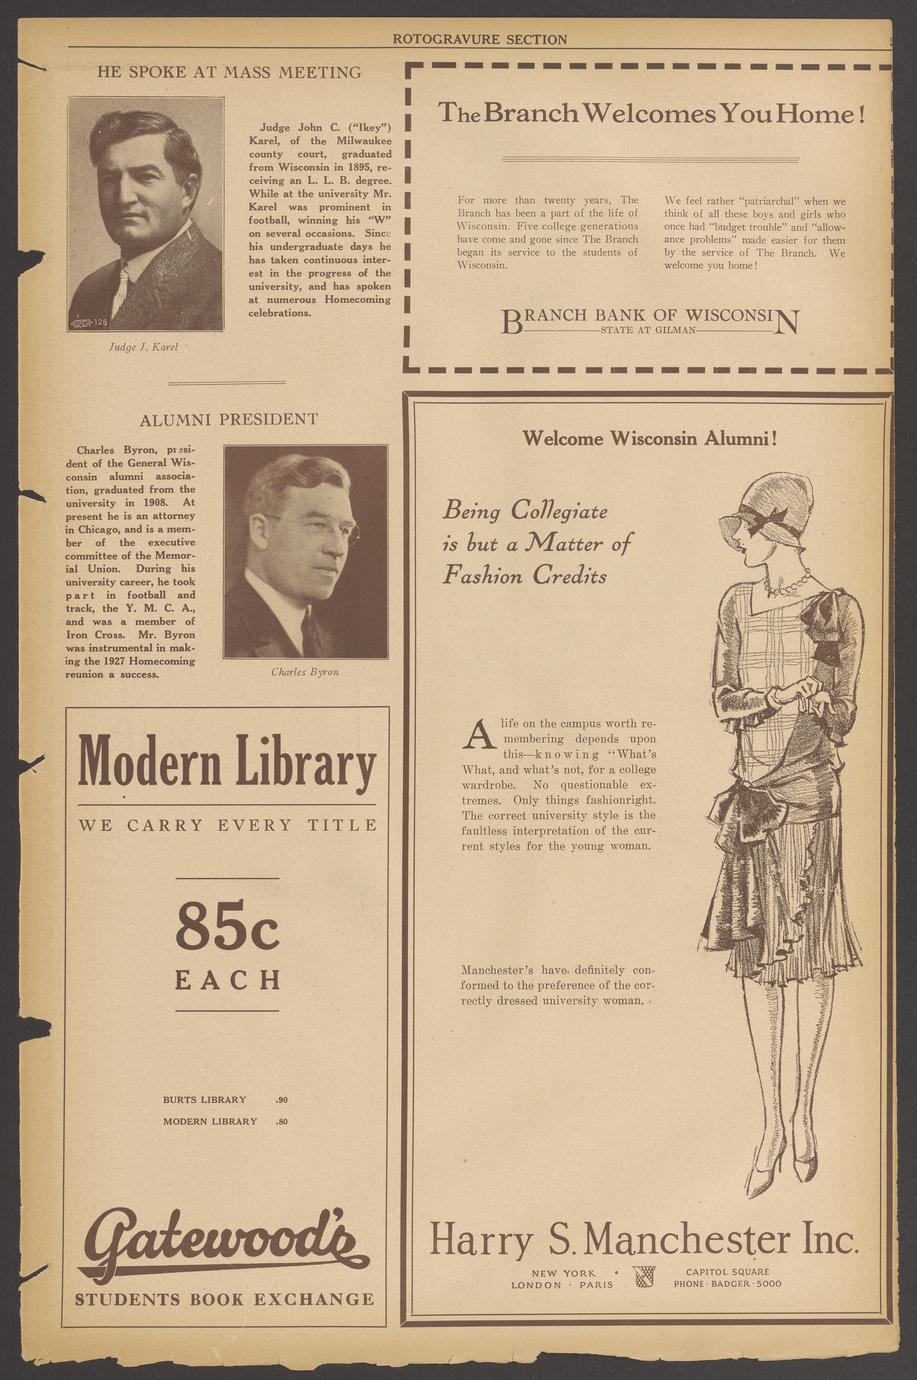 ROTOGRAVURE SECTION
HE SPOKE AT MASS MEETING
Judge John C. (“Ikey”)
Karel, of the Milwaukee
county court, graduated
from Wisconsin in 1895, re-
ceiving an L. L. B. degree.
While at the university Mr.
Karel was prominent in
football, winning his “W”
on several occasions. Since
his undergraduate days he
has taken continuous inter-
est in the progress of the
university, and has spoken
at numerous Homecoming
celebrations.
126
Judge J. Karel
ALUMNI PRESIDENT
Charles Byron, presi-
dent of the General Wis-
consin alumni associa-
tion, graduated from the
university in 1908. At
present he is an attorney
in Chicago, and is a mem-
ber of the executive
committee of the Memor-
ial Union. During his
university career, he took
part in football and
track, the Y. M. C. A.,
and was a member of
Iron Cross. Mr. Byron
was instrumental in mak-
ing the 1927 Homecoming
reunion a success.
Charles Byron
Modern Library
WE CARRY EVERY TITLE
85c
EACH
BURTS LIBRARY .90
MODERN LIBRARY .80
Gatewood's
STUDENTS BOOK EXCHANGE
The Branch Welcomes You Home!
For more than twenty years, The
Branch has been a part of the life of
Wisconsin. Five college generations
have come and gone since The Branch
began its service to the students of
Wisconsin.
We feel rather “patriarchal” when we
think of all these boys and girls who
once had “budget trouble” and “allow-
ance problems” made easier for them
by the service of The Branch. We
welcome you home!
BRANCH BANK OF WISCONSIN
STATE AT GILMAN
Welcome Wisconsin Alumni!
Being Collegiate
is but a Matter of
Fashion Credits
A life on the campus worth re-
membering depends upon
this—knowing “What's
What, and what's not, for a college
wardrobe. No questionable ex-
tremes. Only things fashionright.
The correct university style is the
faultless interpretation of the cur-
rent styles for the young woman.
Manchester's have definitely con-
formed to the preference of the cor-
rectly dressed university woman.
Harry S. Manchester Inc.
NEW YORK
LONDON · PARIS
CAPITOL SQUARE
PHONE · BADGER · 5000